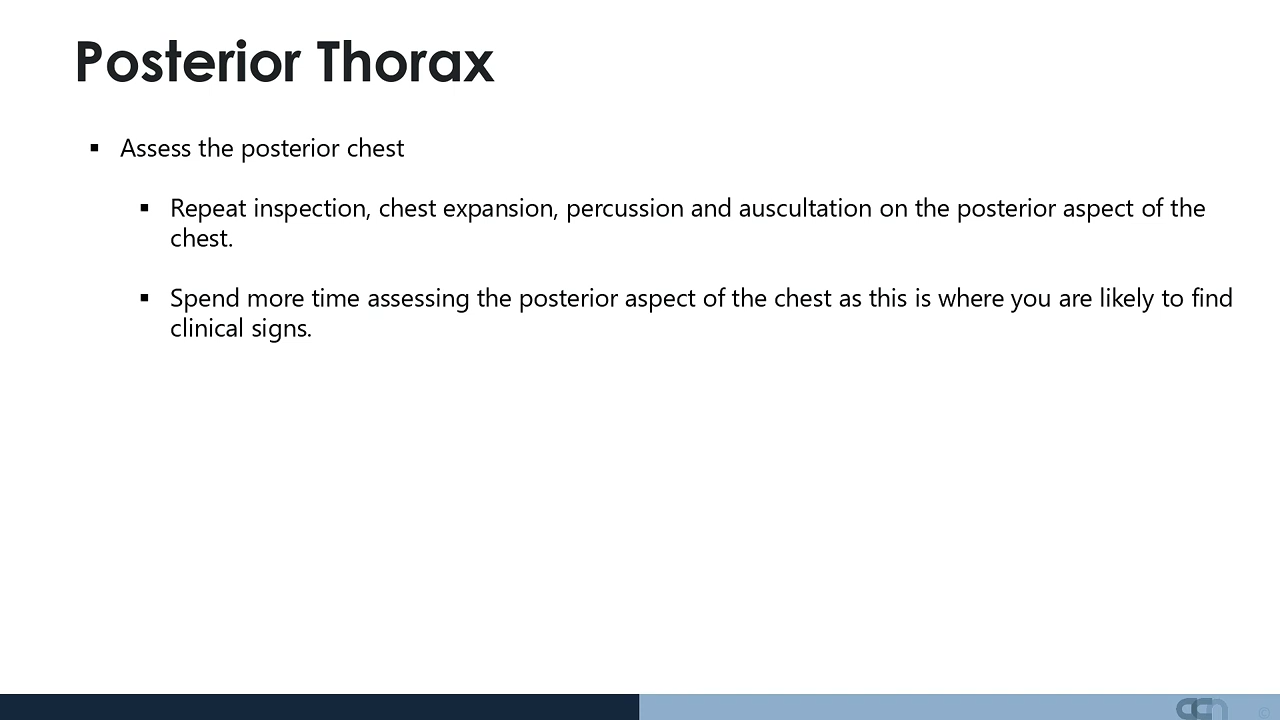 Posterior Thorax
▪ Assess the posterior chest
▪ Repeat inspection, chest expansion, percussion and auscultation on the posterior aspect of the
chest.
▪ Spend more time assessing the posterior aspect of the chest as this is where you are likely to find
clinical signs.